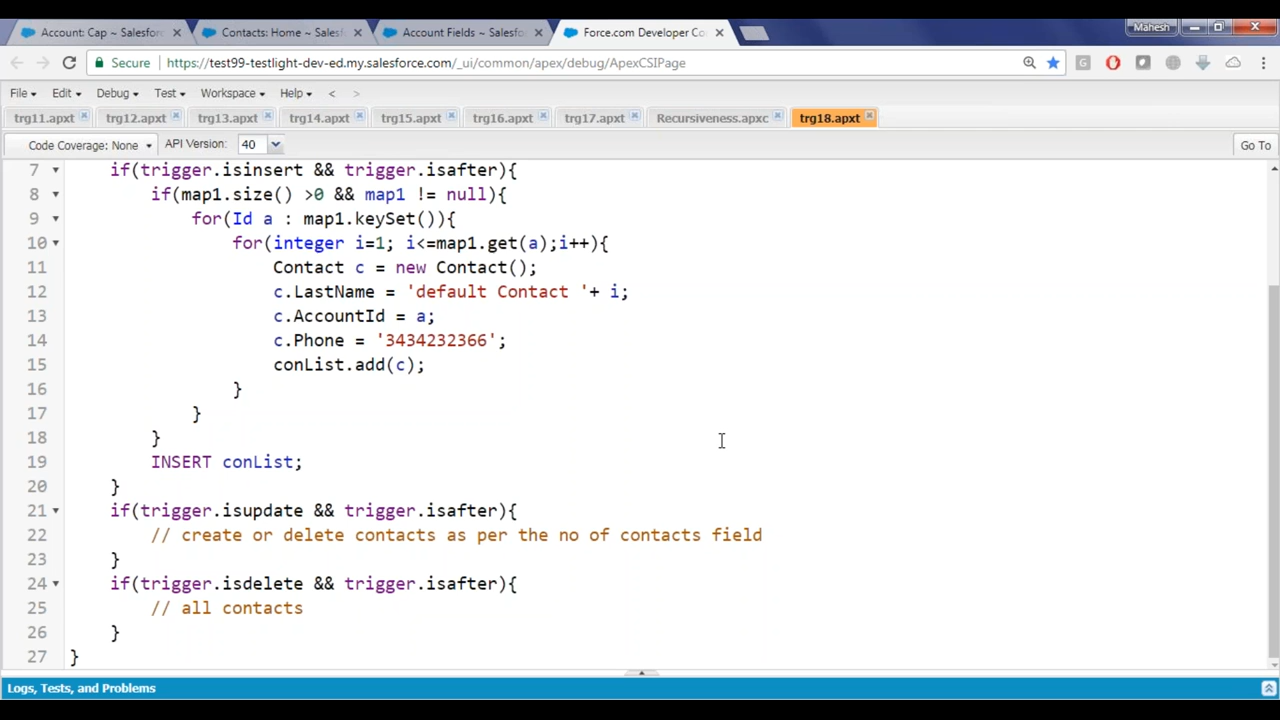 Account: Cap ~ Salesforc
Contacts: Home ~ Salesfo
Account Fields ~ Salesfor
Force.com Developer Co
Mahesh
Secure https://test99-testlight-dev-ed.my.salesforce.com/_ui/common/apex/debug/ApexCSIPage
File Edit Debug Test Workspace Help < >
trg11.apxt trg12.apxt trg13.apxt trg14.apxt trg15.apxt trg16.apxt trg17.apxt Recursiveness.apxc trg18.apxt
Code Coverage: None API Version: 40 Go To
7 if(trigger.isinsert && trigger.isafter){
8 if(map1.size() >0 && map1 != null){
9 for(Id a : map1.keySet()){
10 for(integer i=1; i<=map1.get(a);i++){
11 Contact c = new Contact();
12 c.LastName = 'default Contact '+ i;
13 c.AccountId = a;
14 c.Phone = '3434232366';
15 conList.add(c);
16 }
17 }
18 }
19 INSERT conList;
20 }
21 if(trigger.isupdate && trigger.isafter){
22 // create or delete contacts as per the no of contacts field
23 }
24 if(trigger.isdelete && trigger.isafter){
25 // all contacts
26 }
27 }
Logs, Tests, and Problems